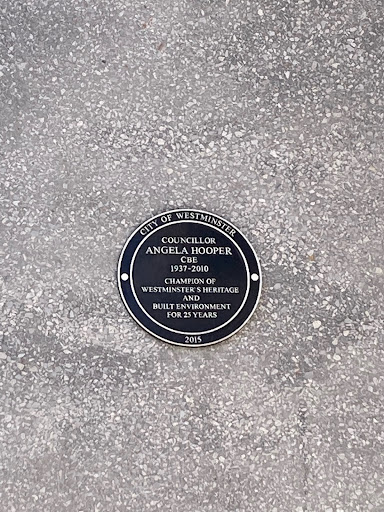 CITY OF WESTMINSTER
COUNCILLOR
ANGELA HOOPER
CBE
1937-2010
CHAMPION OF
WESTMINSTER'S HERITAGE
AND
BUILT ENVIRONMENT
FOR 25 YEARS
2015